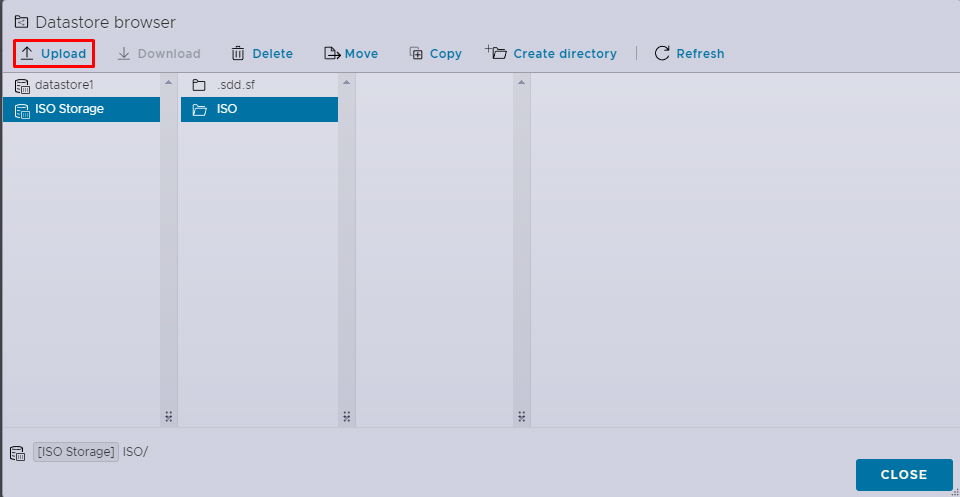 Datastore browser
Upload Download Delete Move Copy Create directory Refresh
datastore1 .sdd.sf
ISO Storage ISO
[ISO Storage] ISO/
CLOSE